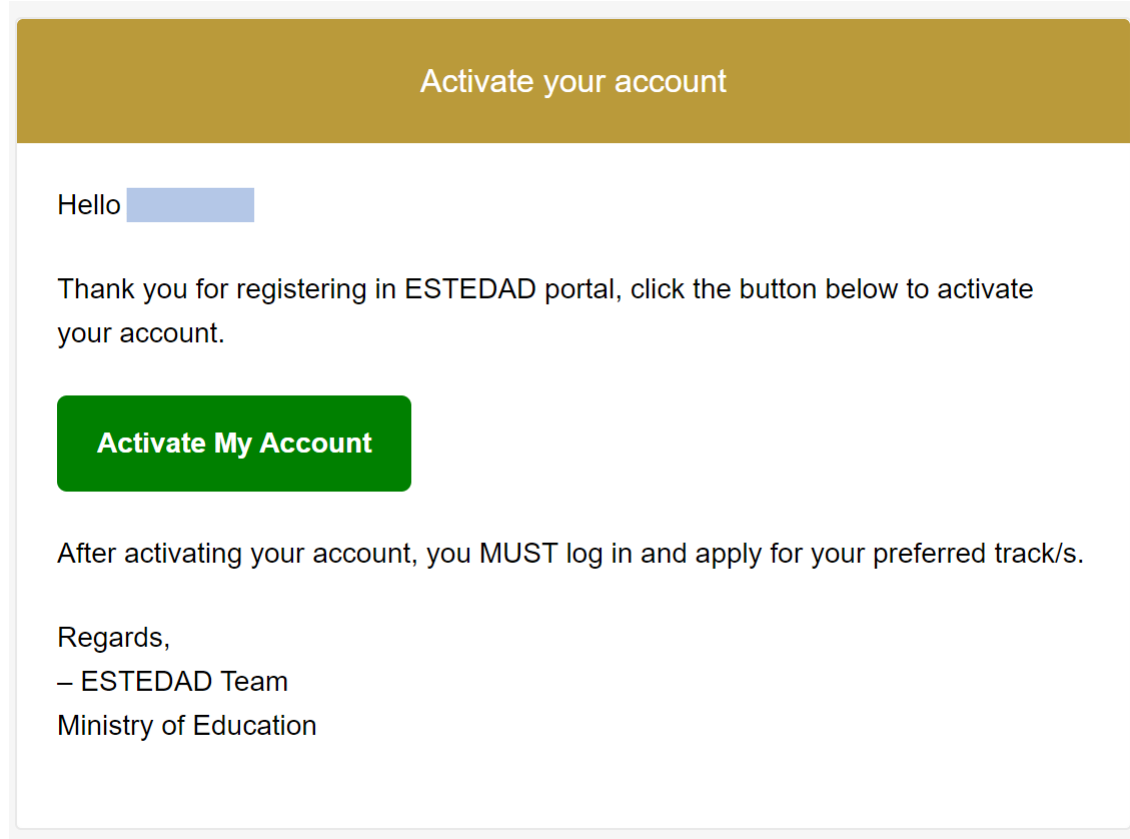 Activate your account
Hello
Thank you for registering in ESTEDAD portal, click the button below to activate
your account.
Activate My Account
After activating your account, you MUST log in and apply for your preferred track/s.
Regards,
– ESTEDAD Team
Ministry of Education